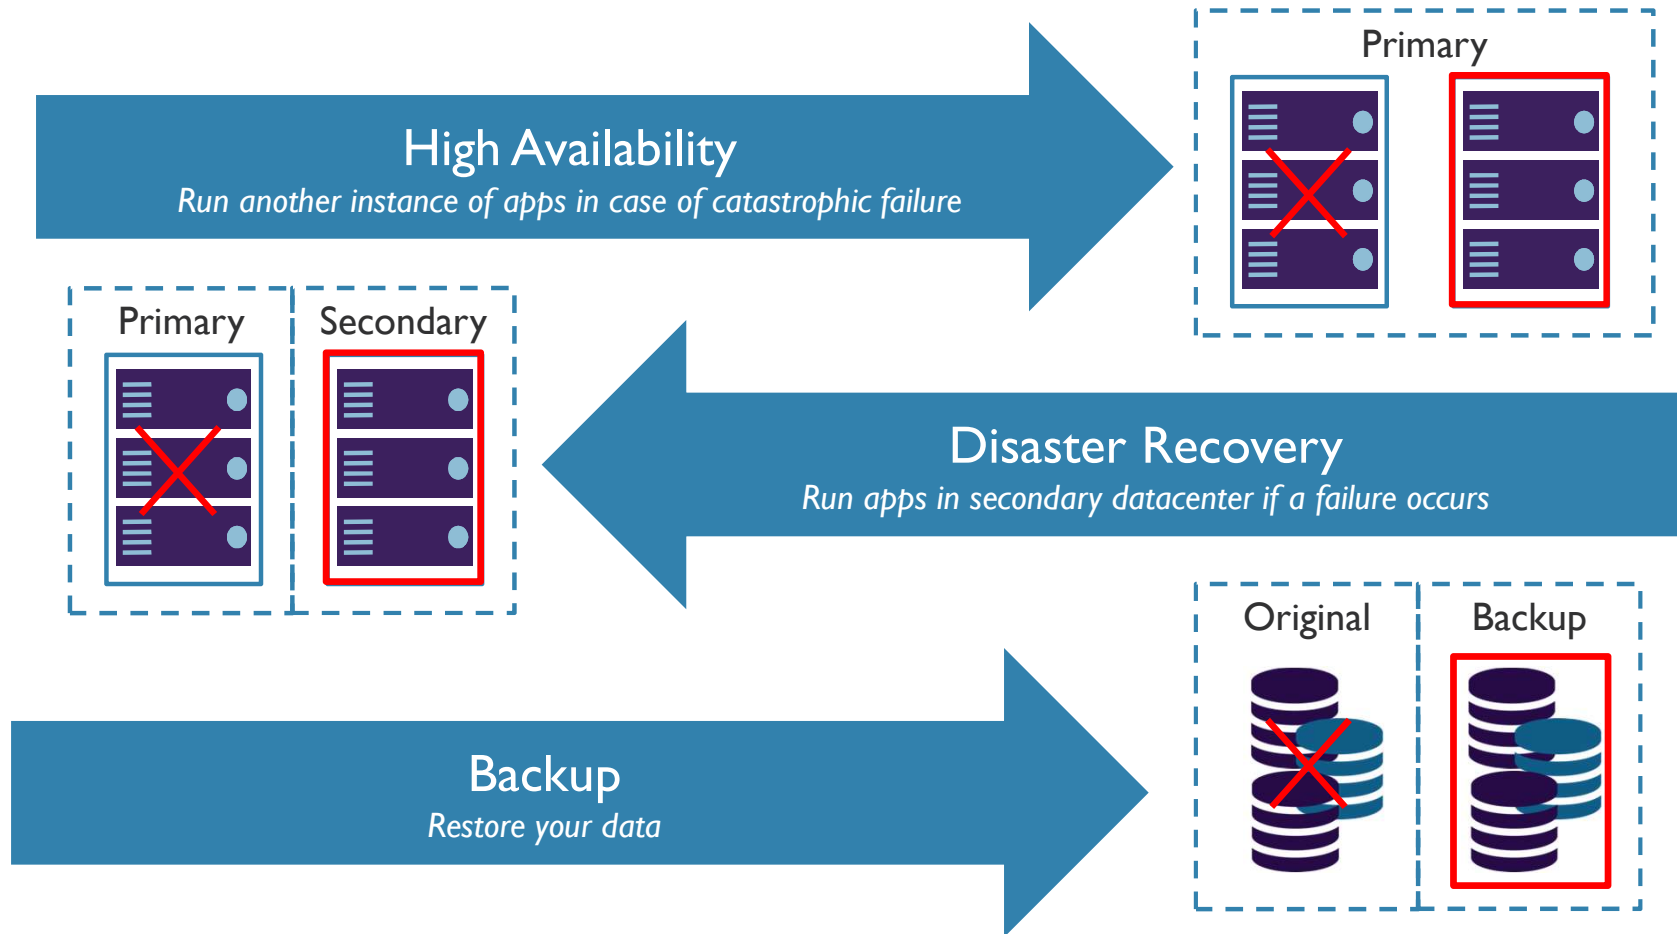 Primary
High Availability
Run another instance of apps in case of catastrophic failure
Primary
Secondary
Disaster Recovery
Run apps in secondary datacenter if a failure occurs
Original
Backup
Backup
Restore your data